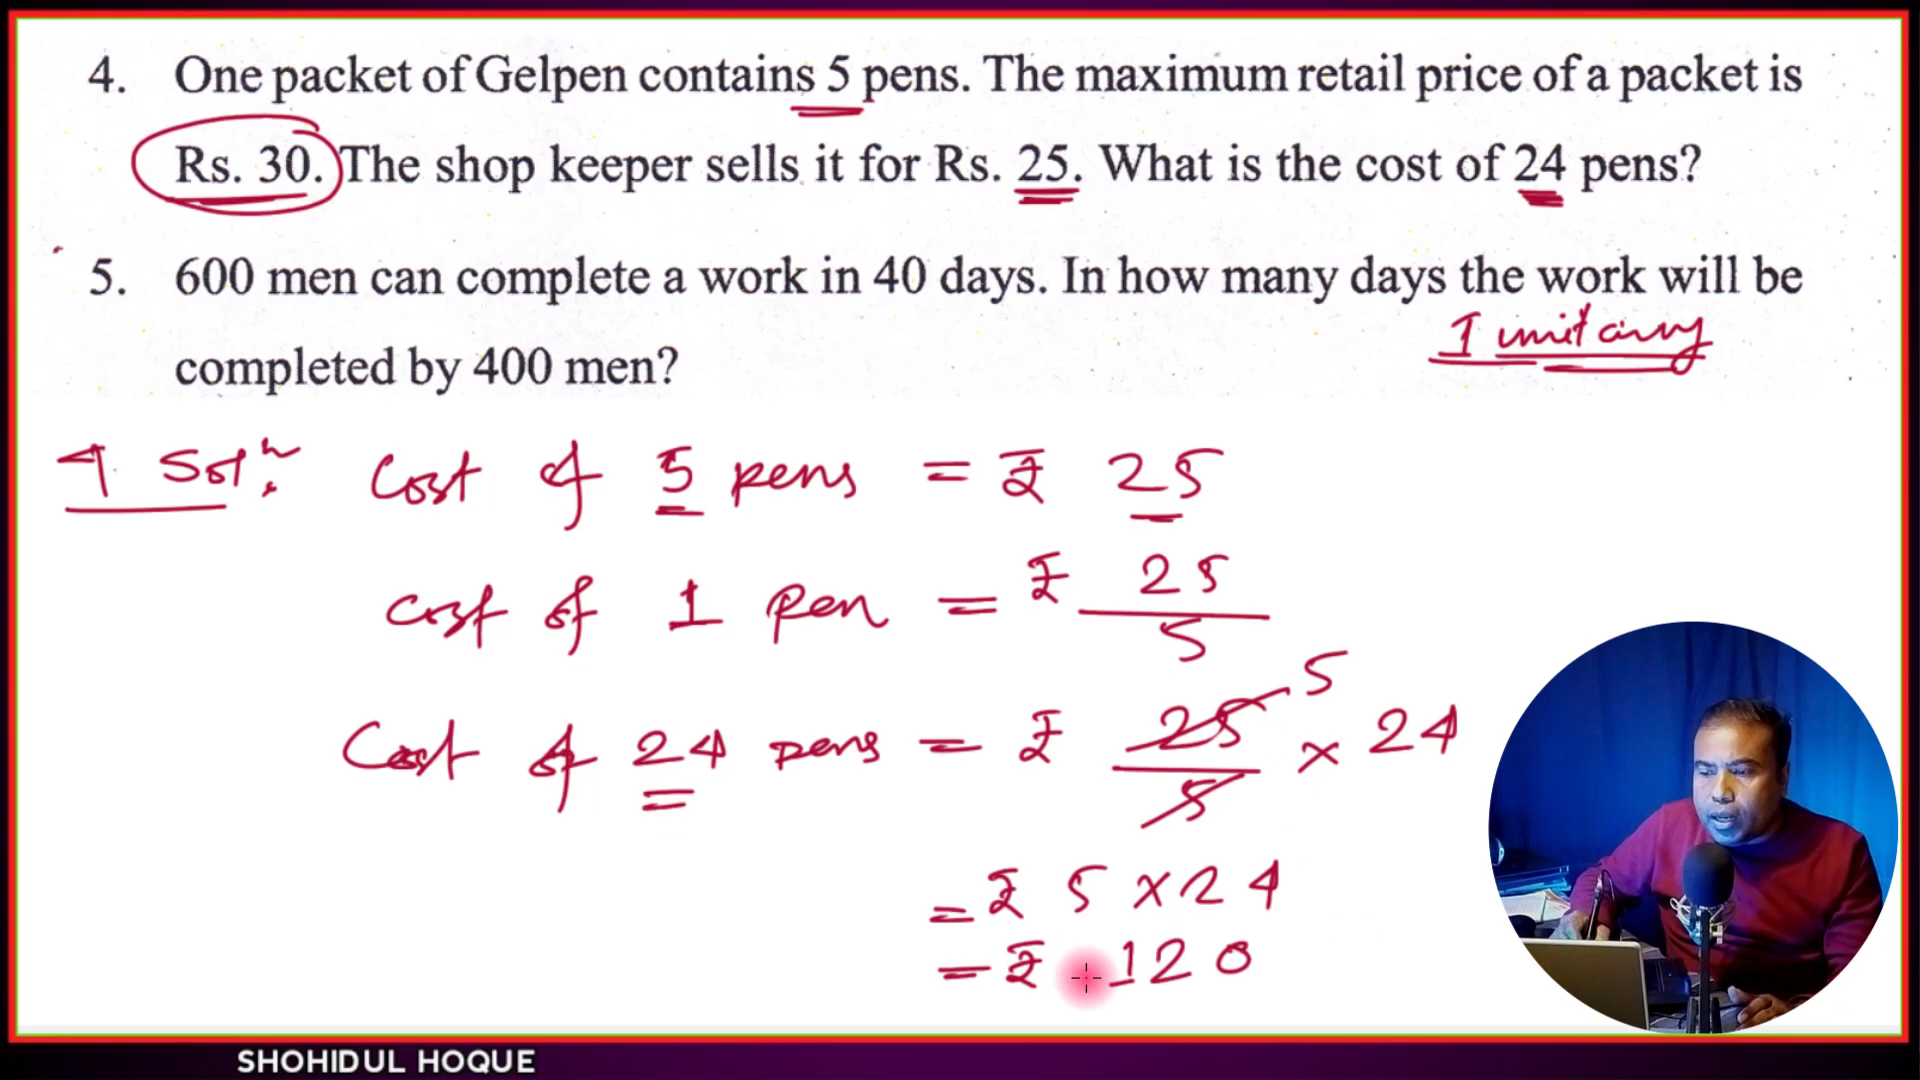 4. One packet of Gelpen contains 5 pens. The maximum retail price of a packet is
Rs. 30. The shop keeper sells it for Rs. 25. What is the cost of 24 pens?
5. 600 men can complete a work in 40 days. In how many days the work will be
completed by 400 men?
1 unitary
4 Solⁿ: Cost of 5 pens = ₹ 25
cost of 1 pen = ₹ 25/5
Cost of 24 pens = ₹ 25/5 5 × 24
= ₹ 5 × 24
= ₹ 120
SHOHIDUL HOQUE